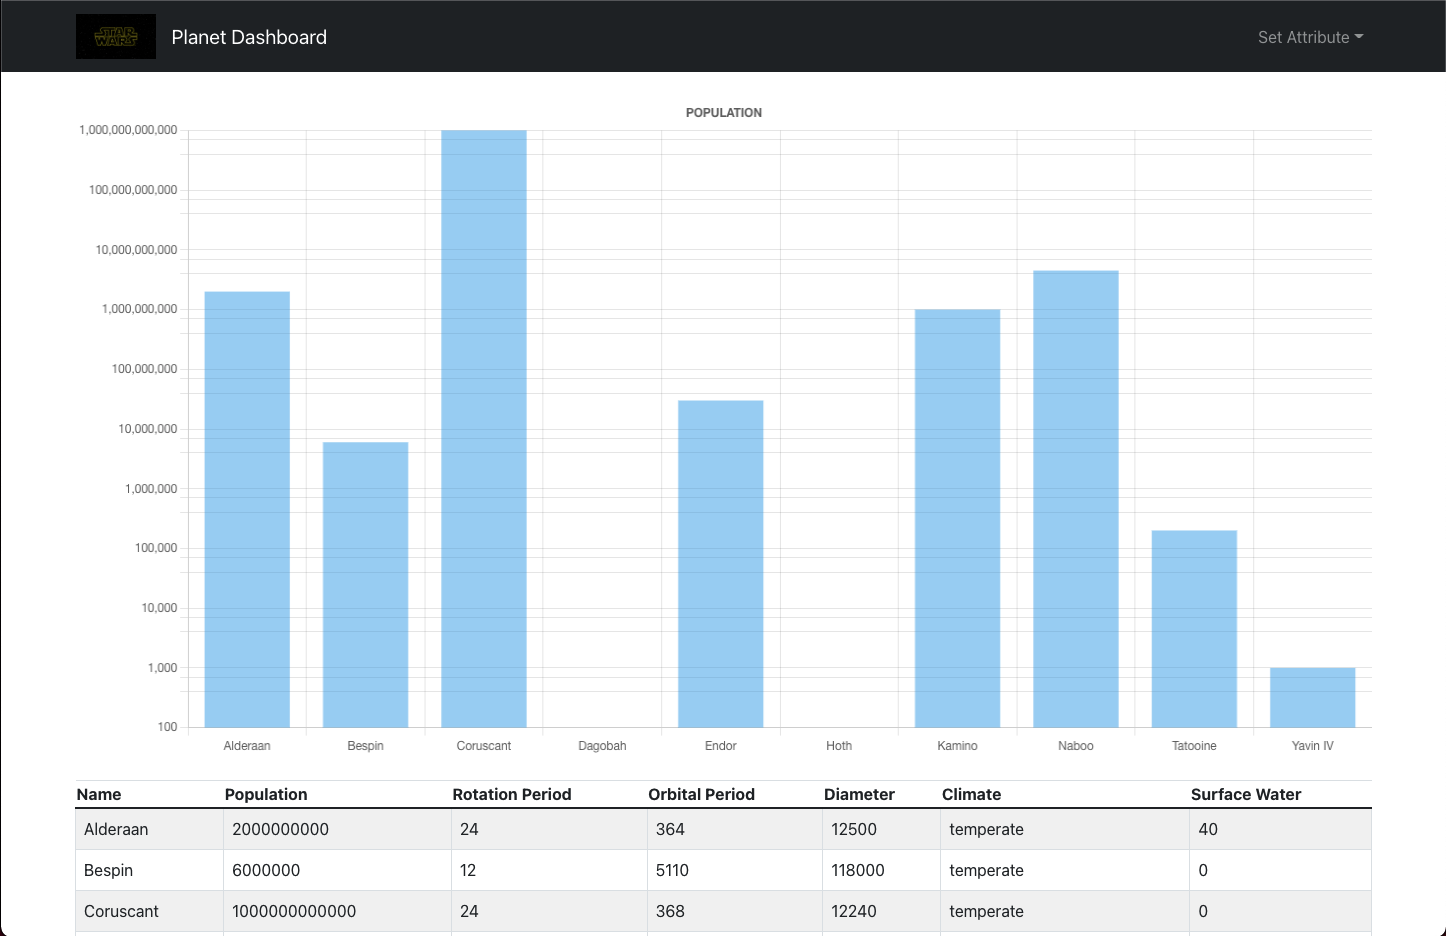 STAR WARS Planet Dashboard Set Attribute
POPULATION
1,000,000,000,000
100,000,000,000
10,000,000,000
1,000,000,000
100,000,000
10,000,000
1,000,000
100,000
10,000
1,000
100
Alderaan Bespin Coruscant Dagobah Endor Hoth Kamino Naboo Tatooine Yavin IV
Name Population Rotation Period Orbital Period Diameter Climate Surface Water
Alderaan 2000000000 24 364 12500 temperate 40
Bespin 6000000 12 5110 118000 temperate 0
Coruscant 1000000000000 24 368 12240 temperate 0